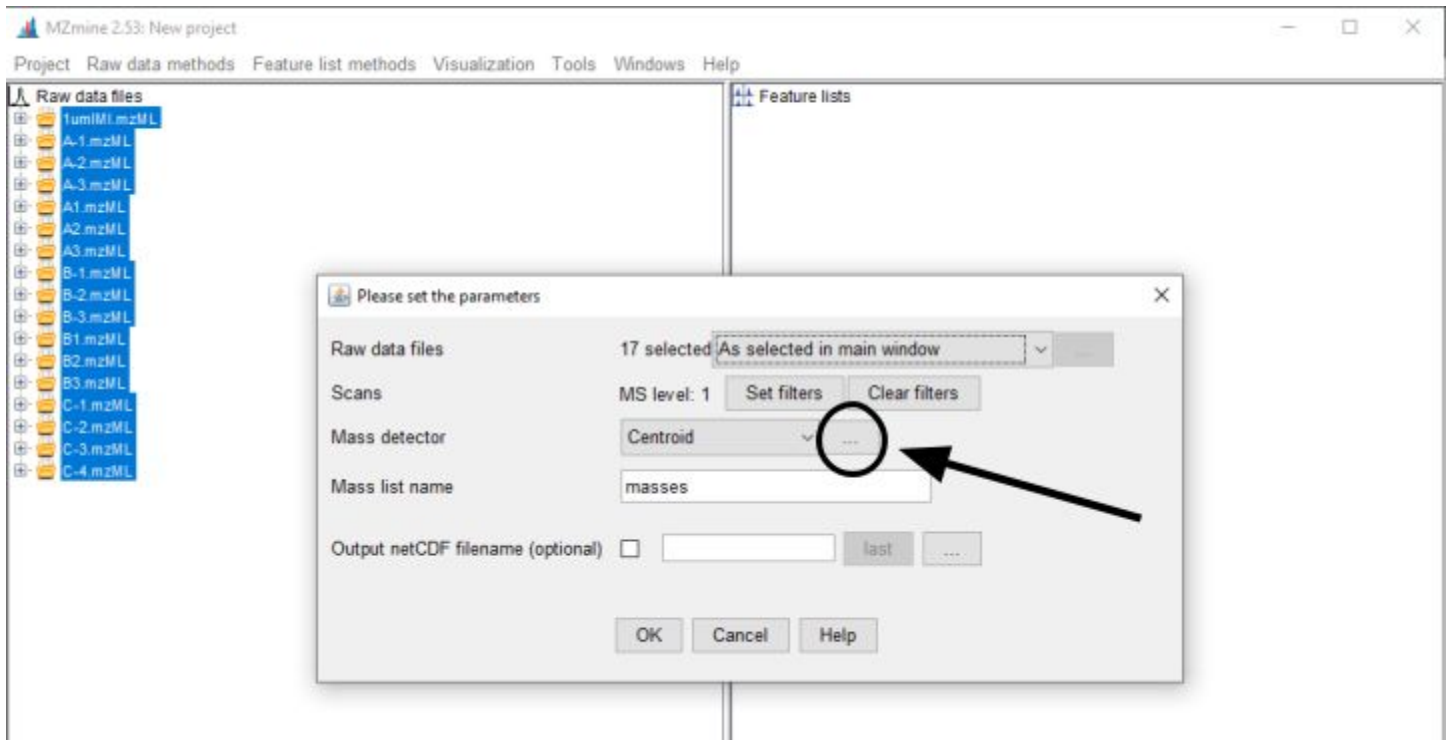 MZmine 2.53: New project
Project Raw data methods Feature list methods Visualization Tools Windows Help
Raw data files
1umIMI.mzML
A-1.mzML
A-2.mzML
A-3.mzML
A1.mzML
A2.mzML
A3.mzML
B-1.mzML
B-2.mzML
B-3.mzML
B1.mzML
B2.mzML
B3.mzML
C-1.mzML
C-2.mzML
C-3.mzML
C-4.mzML
Feature lists
Please set the parameters
Raw data files 17 selected As selected in main window ...
Scans MS level: 1 Set filters Clear filters
Mass detector Centroid ...
Mass list name masses
Output netCDF filename (optional) last ...
OK Cancel Help